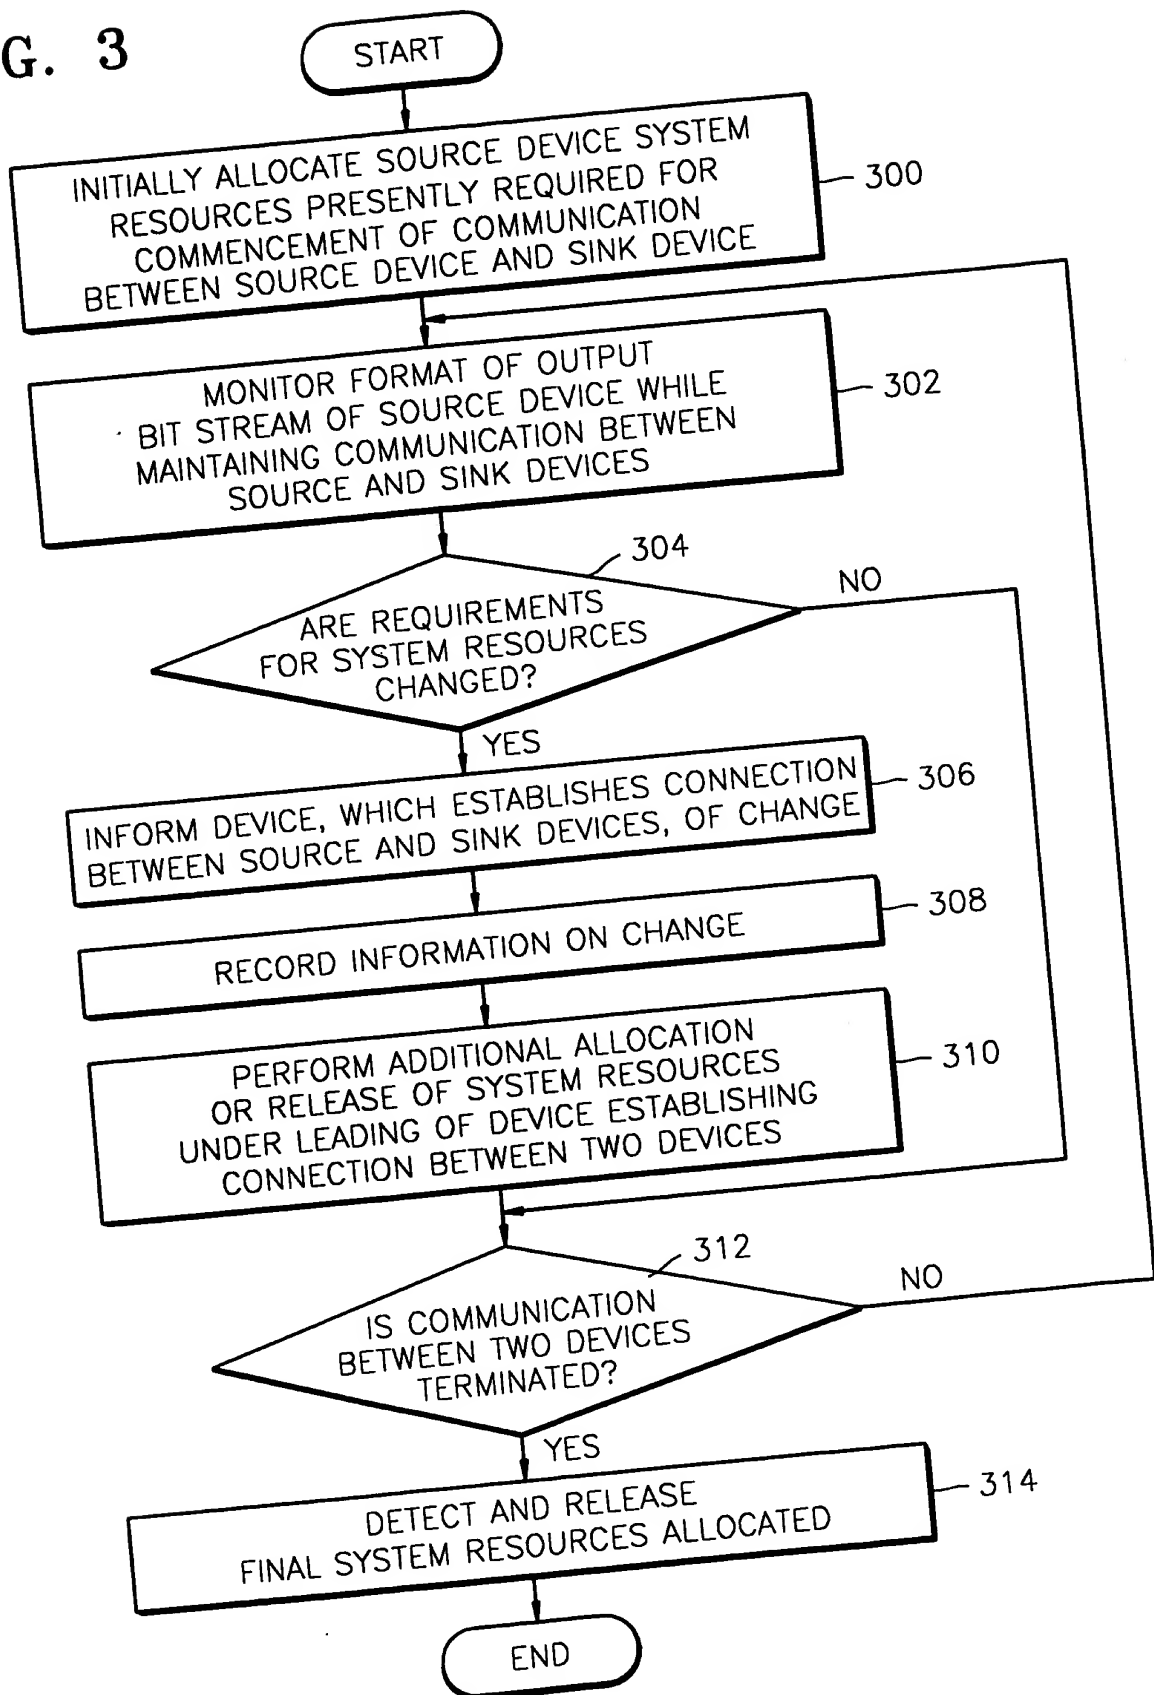 G. 3
START
INITIALLY ALLOCATE SOURCE DEVICE SYSTEM
RESOURCES PRESENTLY REQUIRED FOR
COMMENCEMENT OF COMMUNICATION
BETWEEN SOURCE DEVICE AND SINK DEVICE
300
MONITOR FORMAT OF OUTPUT
BIT STREAM OF SOURCE DEVICE WHILE
MAINTAINING COMMUNICATION BETWEEN
SOURCE AND SINK DEVICES
302
304
ARE REQUIREMENTS
FOR SYSTEM RESOURCES
CHANGED?
NO
YES
INFORM DEVICE, WHICH ESTABLISHES CONNECTION
BETWEEN SOURCE AND SINK DEVICES, OF CHANGE
306
RECORD INFORMATION ON CHANGE
308
PERFORM ADDITIONAL ALLOCATION
OR RELEASE OF SYSTEM RESOURCES
UNDER LEADING OF DEVICE ESTABLISHING
CONNECTION BETWEEN TWO DEVICES
310
312
IS COMMUNICATION
BETWEEN TWO DEVICES
TERMINATED?
NO
YES
DETECT AND RELEASE
FINAL SYSTEM RESOURCES ALLOCATED
314
END